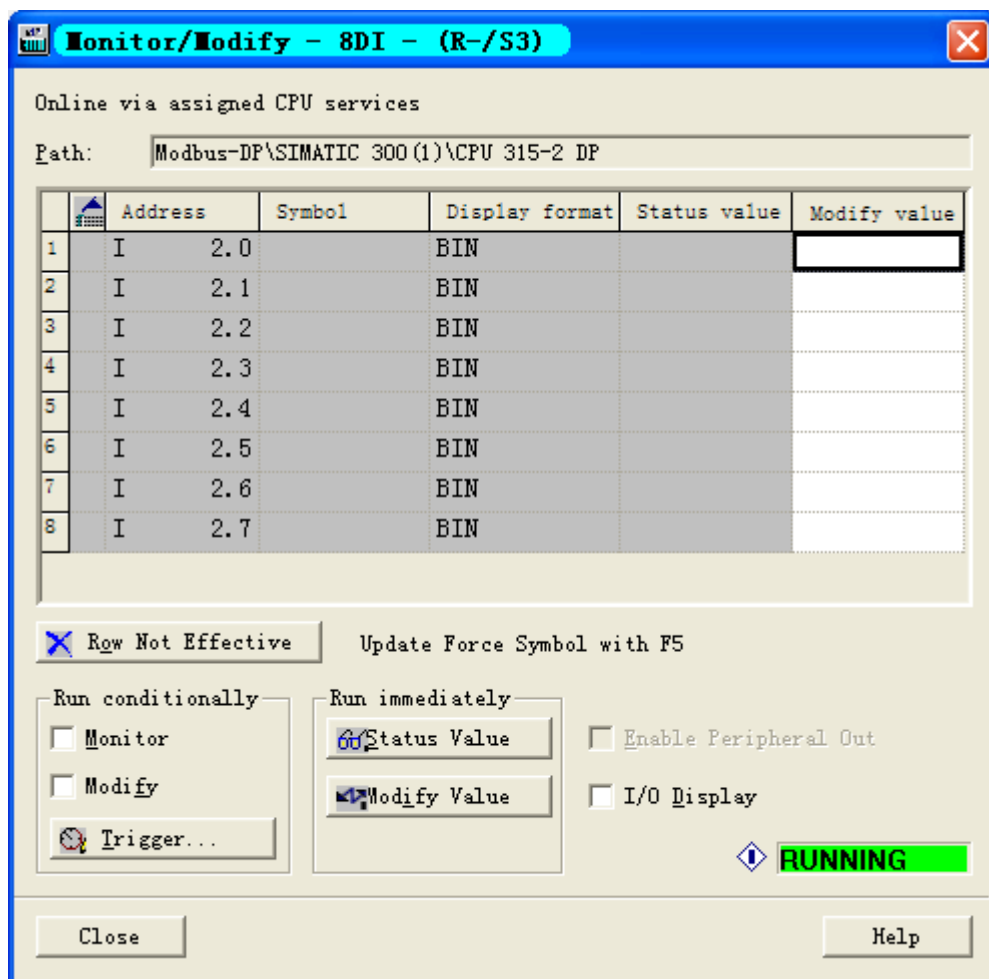 Monitor/Modify - 8DI - (R-/S3)
Online via assigned CPU services
Path: Modbus-DP\SIMATIC 300(1)\CPU 315-2 DP
Address Symbol Display format Status value Modify value
1 I 2.0 BIN
2 I 2.1 BIN
3 I 2.2 BIN
4 I 2.3 BIN
5 I 2.4 BIN
6 I 2.5 BIN
7 I 2.6 BIN
8 I 2.7 BIN
Row Not Effective Update Force Symbol with F5
Run conditionally Run immediately
Monitor Status Value Enable Peripheral Out
Modify Modify Value I/O Display
Trigger...
RUNNING
Close Help